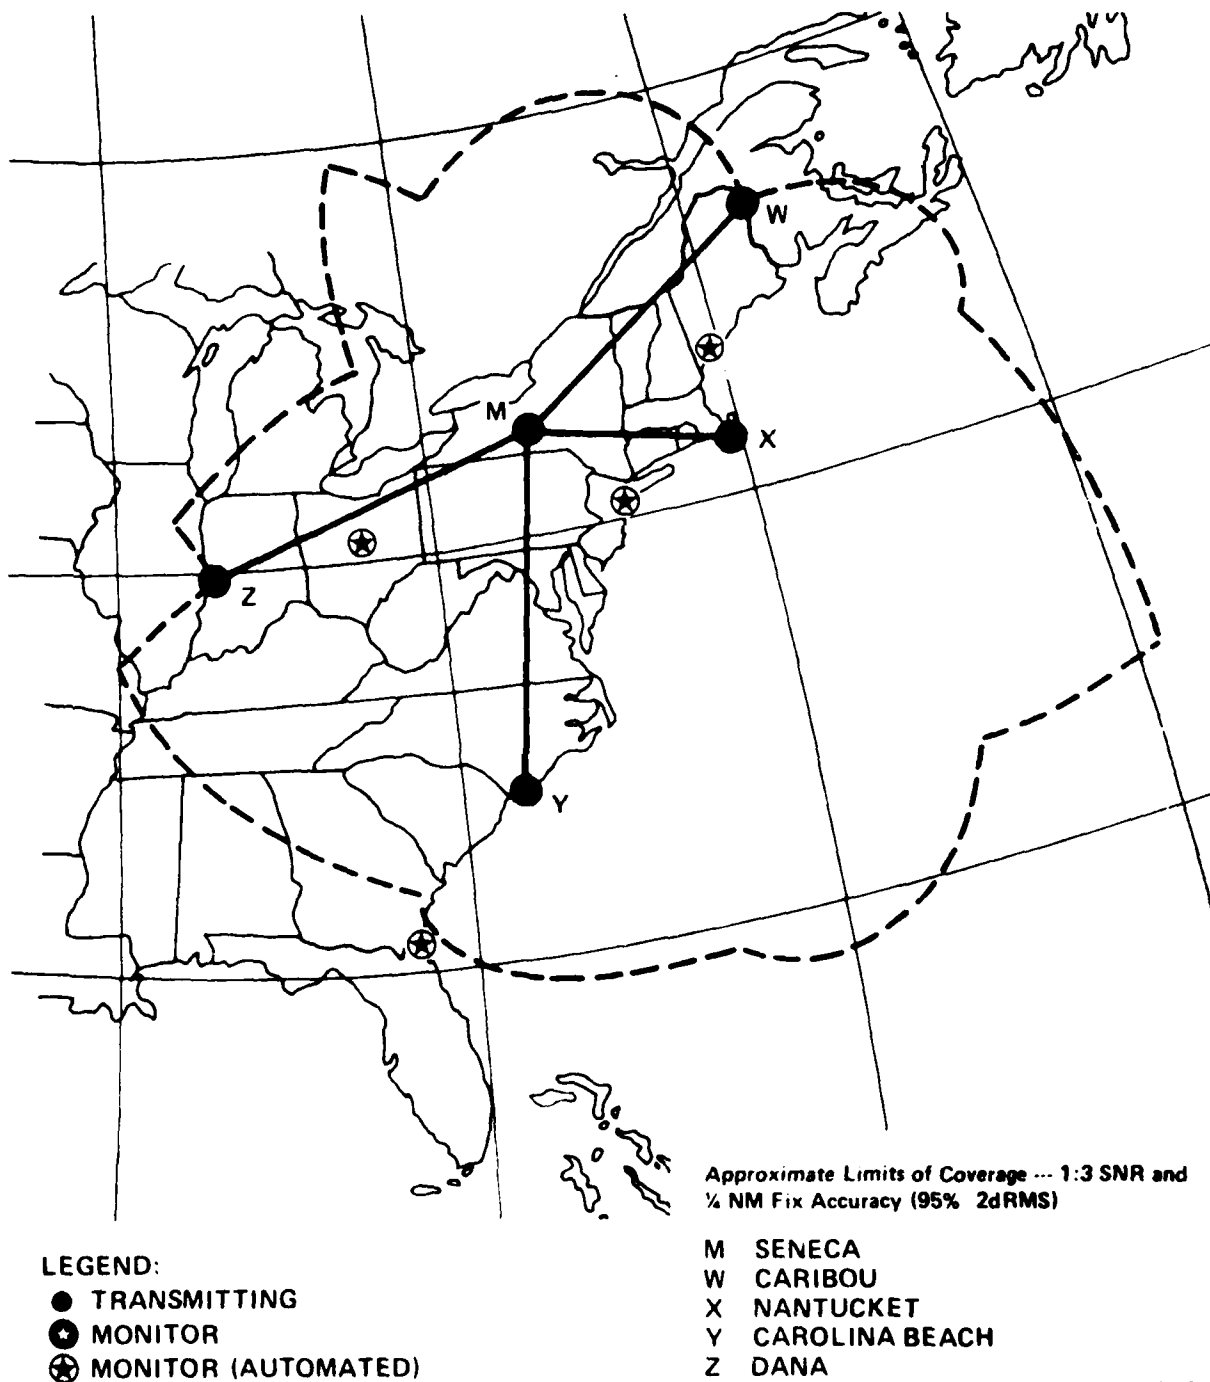 W
M
X
Z
Y
Approximate Limits of Coverage --- 1:3 SNR and
¼ NM Fix Accuracy (95% 2dRMS)
LEGEND:
TRANSMITTING
MONITOR
MONITOR (AUTOMATED)
M SENECA
W CARIBOU
X NANTUCKET
Y CAROLINA BEACH
Z DANA